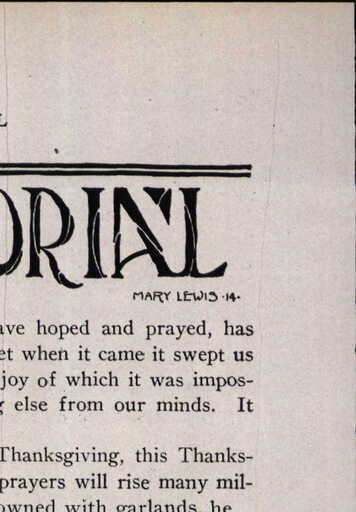 ORIAL
MARY LEWIS -14-
ave hoped and prayed, has
et when it came it swept us
joy of which it was impos-
g else from our minds. It
Thanksgiving, this Thanks-
prayers will rise many mil-
owned with garlands, he